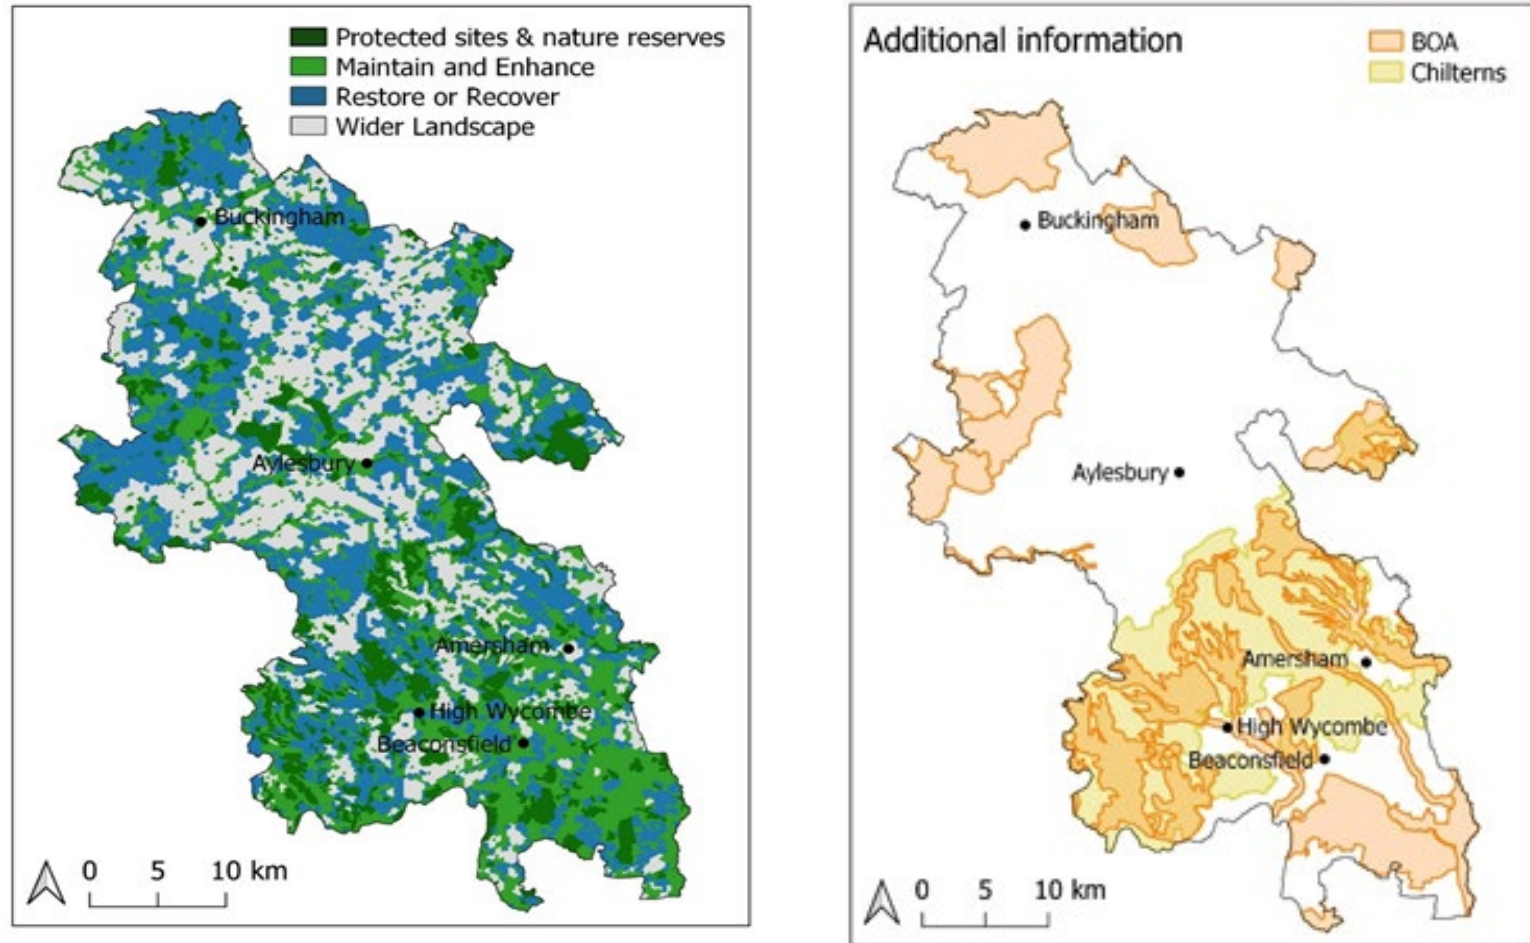 Protected sites & nature reserves
Maintain and Enhance
Restore or Recover
Wider Landscape
Buckingham
Aylesbury
Amersham
High Wycombe
Beaconsfield
0 5 10 km
Additional information
BOA
Chilterns
Buckingham
Aylesbury
Amersham
High Wycombe
Beaconsfield
0 5 10 km